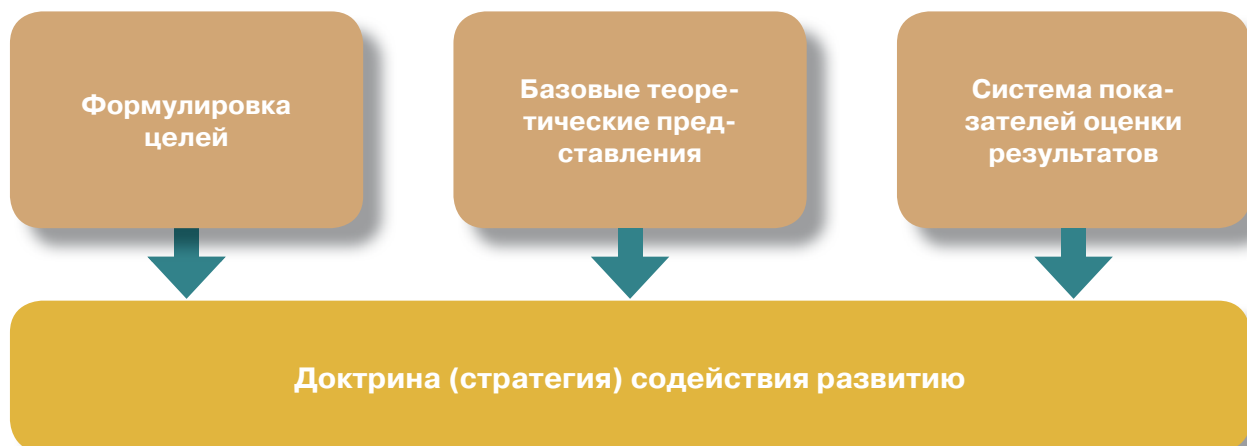 Формулировка
целей
Базовые теоре-
тические пред-
ставления
Система пока-
зателей оценки
результатов
Доктрина (стратегия) содействия развитию